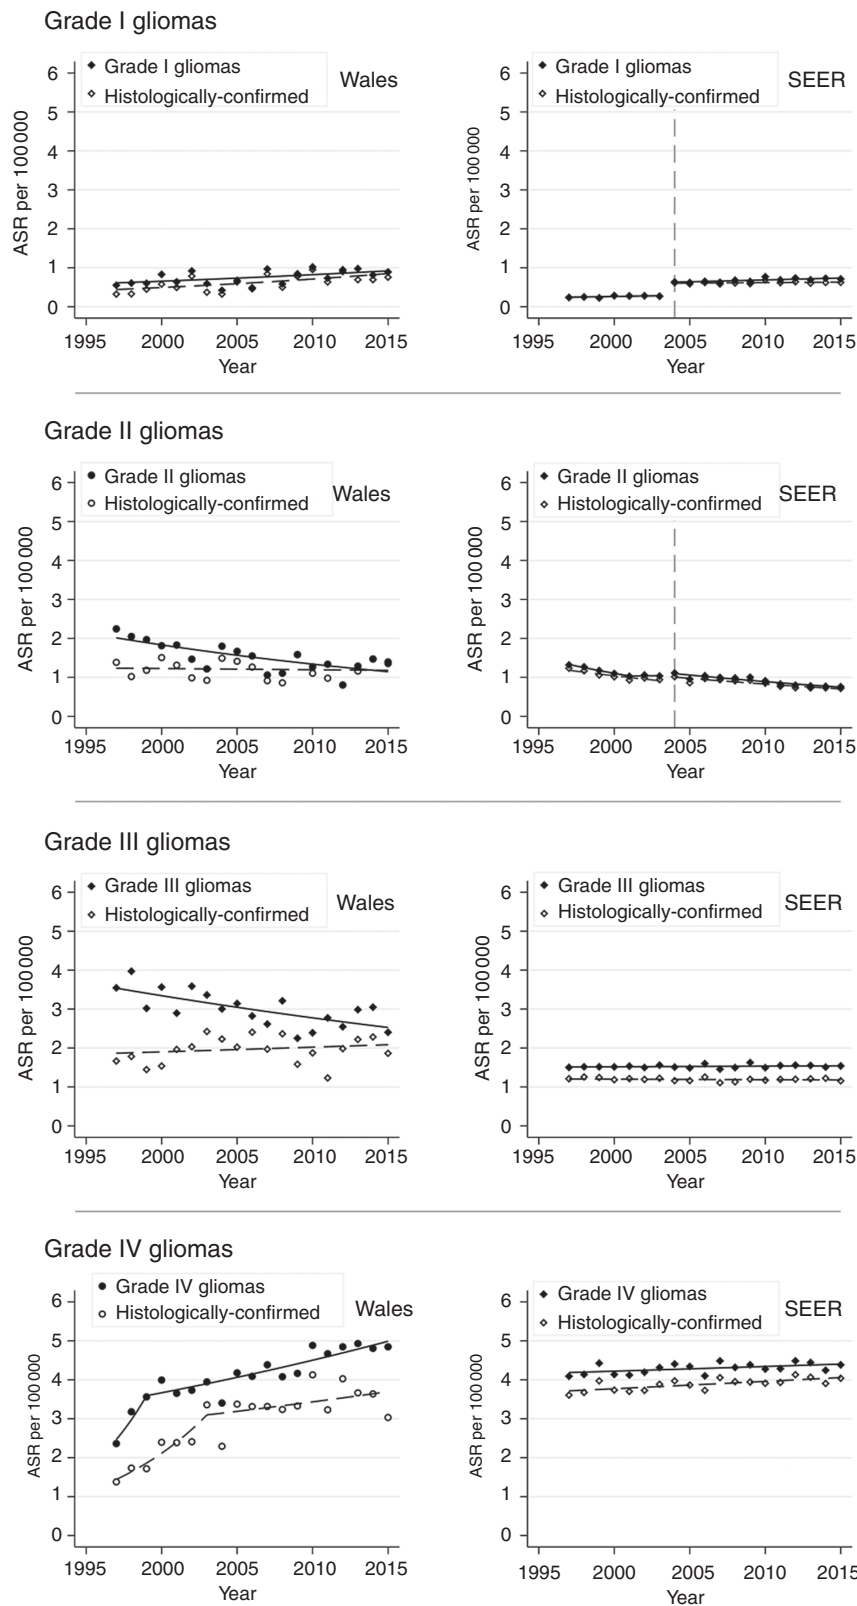 Grade I gliomas
Grade I gliomas
Histologically-confirmed
Wales
6
5
4
3
2
1
0
ASR per 100 000
1995 2000 2005 2010 2015
Year
Grade I gliomas
Histologically-confirmed
SEER
6
5
4
3
2
1
0
ASR per 100 000
1995 2000 2005 2010 2015
Year
Grade II gliomas
Grade II gliomas
Histologically-confirmed
Wales
6
5
4
3
2
1
0
ASR per 100 000
1995 2000 2005 2010 2015
Year
Grade II gliomas
Histologically-confirmed
SEER
6
5
4
3
2
1
0
ASR per 100 000
1995 2000 2005 2010 2015
Year
Grade III gliomas
Grade III gliomas
Histologically-confirmed
Wales
6
5
4
3
2
1
0
ASR per 100 000
1995 2000 2005 2010 2015
Year
Grade III gliomas
Histologically-confirmed
SEER
6
5
4
3
2
1
0
ASR per 100 000
1995 2000 2005 2010 2015
Year
Grade IV gliomas
Grade IV gliomas
Histologically-confirmed
Wales
6
5
4
3
2
1
0
ASR per 100 000
1995 2000 2005 2010 2015
Year
Grade IV gliomas
Histologically-confirmed
SEER
6
5
4
3
2
1
0
ASR per 100 000
1995 2000 2005 2010 2015
Year